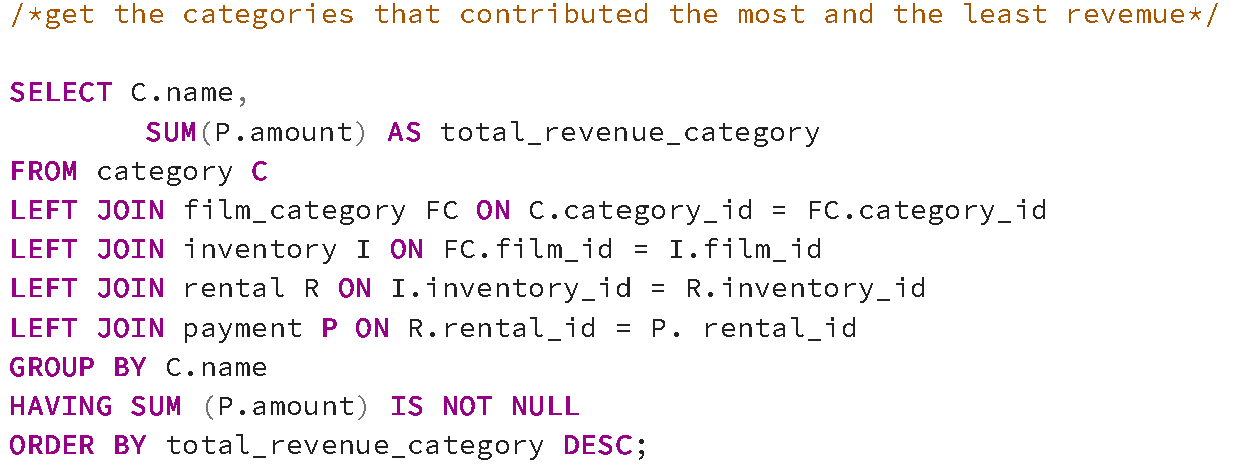 /*get the categories that contributed the most and the least revemue*/
SELECT C.name,
SUM(P.amount) AS total_revenue_category
FROM category C
LEFT JOIN film_category FC ON C.category_id = FC.category_id
LEFT JOIN inventory I ON FC.film_id = I.film_id
LEFT JOIN rental R ON I.inventory_id = R.inventory_id
LEFT JOIN payment P ON R.rental_id = P. rental_id
GROUP BY C.name
HAVING SUM (P.amount) IS NOT NULL
ORDER BY total_revenue_category DESC;